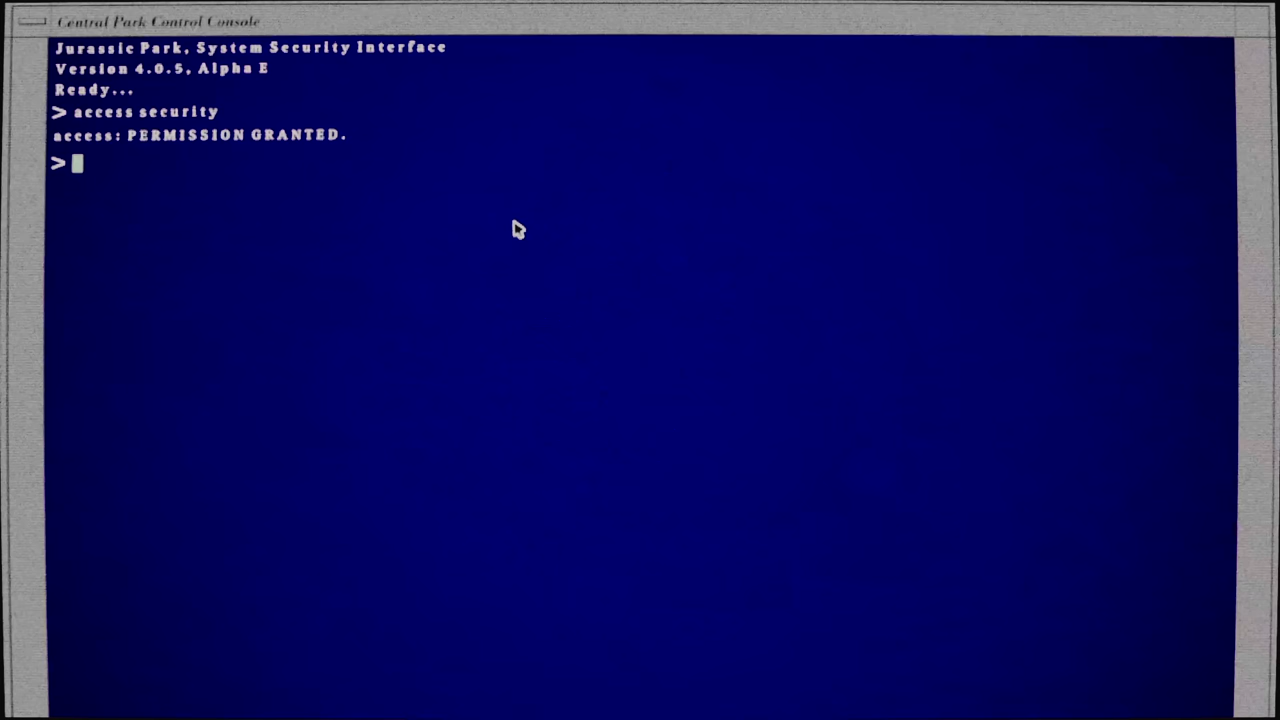 Central Park Control Console
Jurassic Park, System Security Interface
Version 4.0.5, Alpha E
Ready...
> access security
access: PERMISSION GRANTED.
>